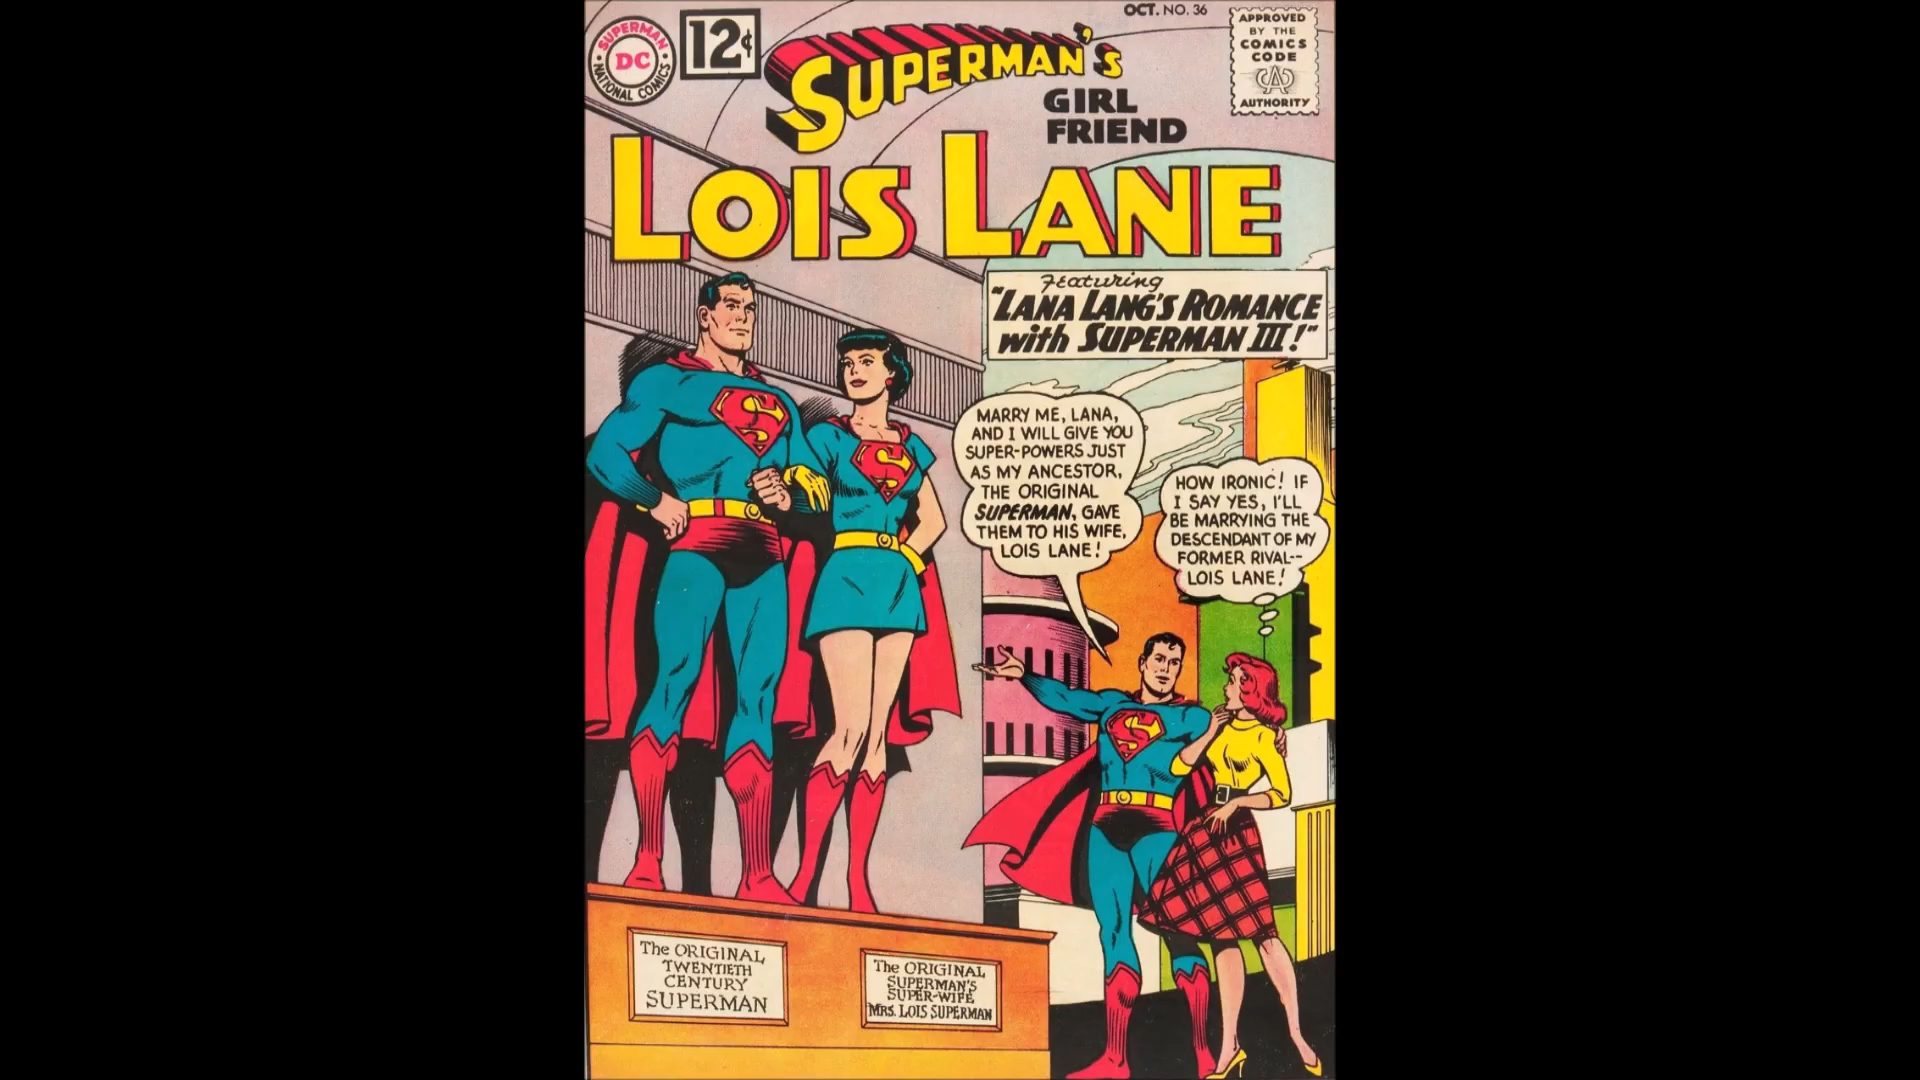 OCT. NO. 36
SUPERMAN
DC
NATIONAL COMICS
12¢
APPROVED
BY THE
COMICS
CODE
CA
AUTHORITY
SUPERMAN'S
GIRL
FRIEND
LOIS LANE
Featuring
"LANA LANG'S ROMANCE
with SUPERMAN III!"
MARRY ME, LANA,
AND I WILL GIVE YOU
SUPER-POWERS JUST
AS MY ANCESTOR,
THE ORIGINAL
SUPERMAN, GAVE
THEM TO HIS WIFE,
LOIS LANE!
HOW IRONIC! IF
I SAY YES, I'LL
BE MARRYING THE
DESCENDANT OF MY
FORMER RIVAL--
LOIS LANE!
S
S
S
The ORIGINAL
TWENTIETH
CENTURY
SUPERMAN
The ORIGINAL
SUPERMAN'S
SUPER-WIFE
MRS. LOIS SUPERMAN